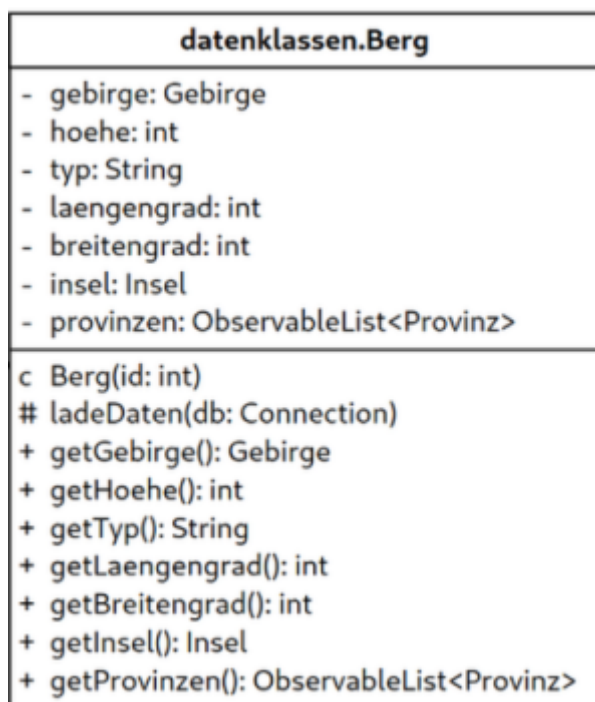 datenklassen.Berg
- gebirge: Gebirge
- hoehe: int
- typ: String
- laengengrad: int
- breitengrad: int
- insel: Insel
- provinzen: ObservableList<Provinz>
c Berg(id: int)
# ladeDaten(db: Connection)
+ getGebirge(): Gebirge
+ getHoehe(): int
+ getTyp(): String
+ getLaengengrad(): int
+ getBreitengrad(): int
+ getInsel(): Insel
+ getProvinzen(): ObservableList<Provinz>